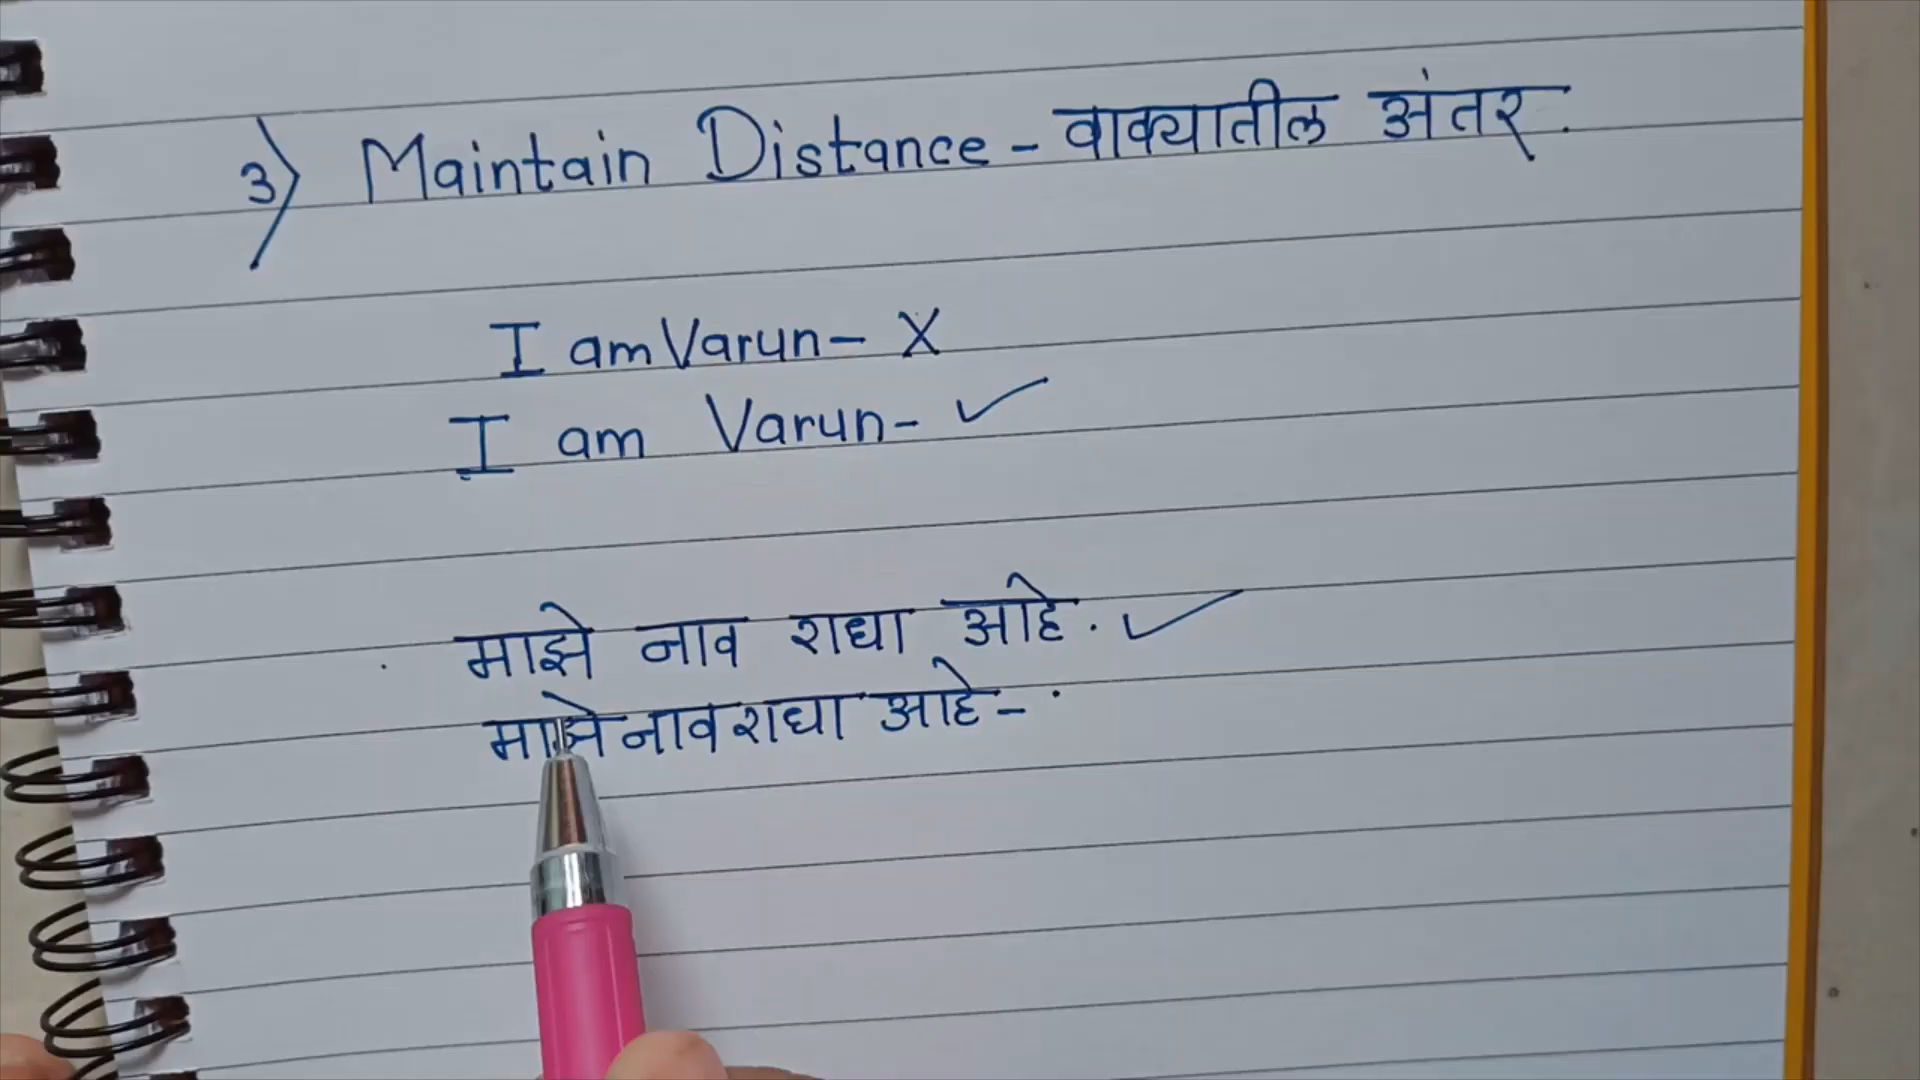 3) Maintain Distance - वाक्यातील अंतर.
I amVarun- X
I am Varun- ✓
माझे नाव राधा आहे. ✓
माझेनावराधा आहे-